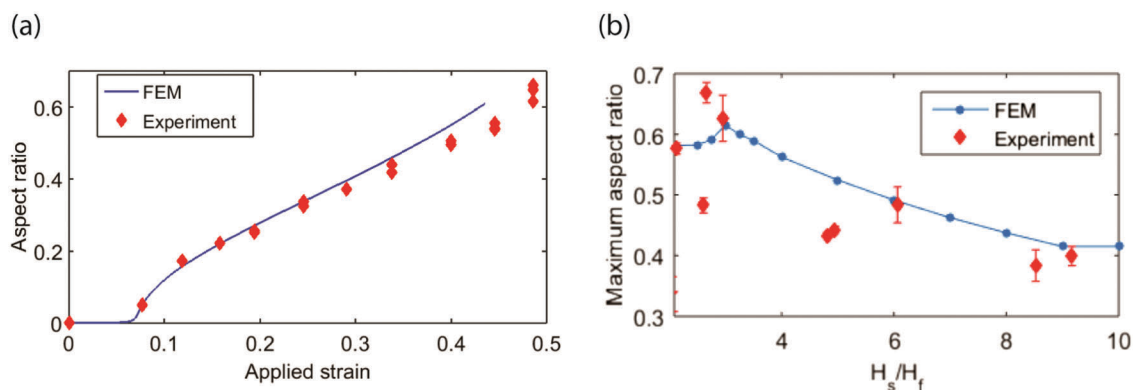 (a)
(b)
FEM
Experiment
Aspect ratio
0.6
0.4
0.2
0
0 0.1 0.2 0.3 0.4 0.5
Applied strain
FEM
Experiment
Maximum aspect ratio
0.7
0.6
0.5
0.4
0.3
4 6 8 10
H_s/H_f